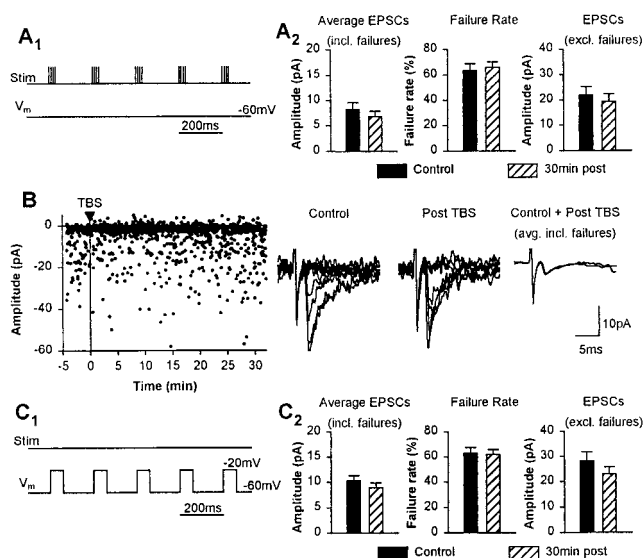 A1
Stim
Vm
-60mV
200ms
A2
Average EPSCs
(incl. failures)
Amplitude (pA)
20
15
10
5
0
Failure Rate
Failure rate (%)
80
60
40
20
0
EPSCs
(excl. failures)
Amplitude (pA)
40
30
20
10
0
Control
30min post
B
TBS
Amplitude (pA)
0
-20
-40
-60
-5 0 5 10 15 20 25 30
Time (min)
Control
Post TBS
Control + Post TBS
(avg. incl. failures)
10pA
5ms
C1
Stim
Vm
-20mV
-60mV
200ms
C2
Average EPSCs
(incl. failures)
Amplitude (pA)
20
15
10
5
0
Failure Rate
Failure rate (%)
80
60
40
20
0
EPSCs
(excl. failures)
Amplitude (pA)
40
30
20
10
0
Control
30min post